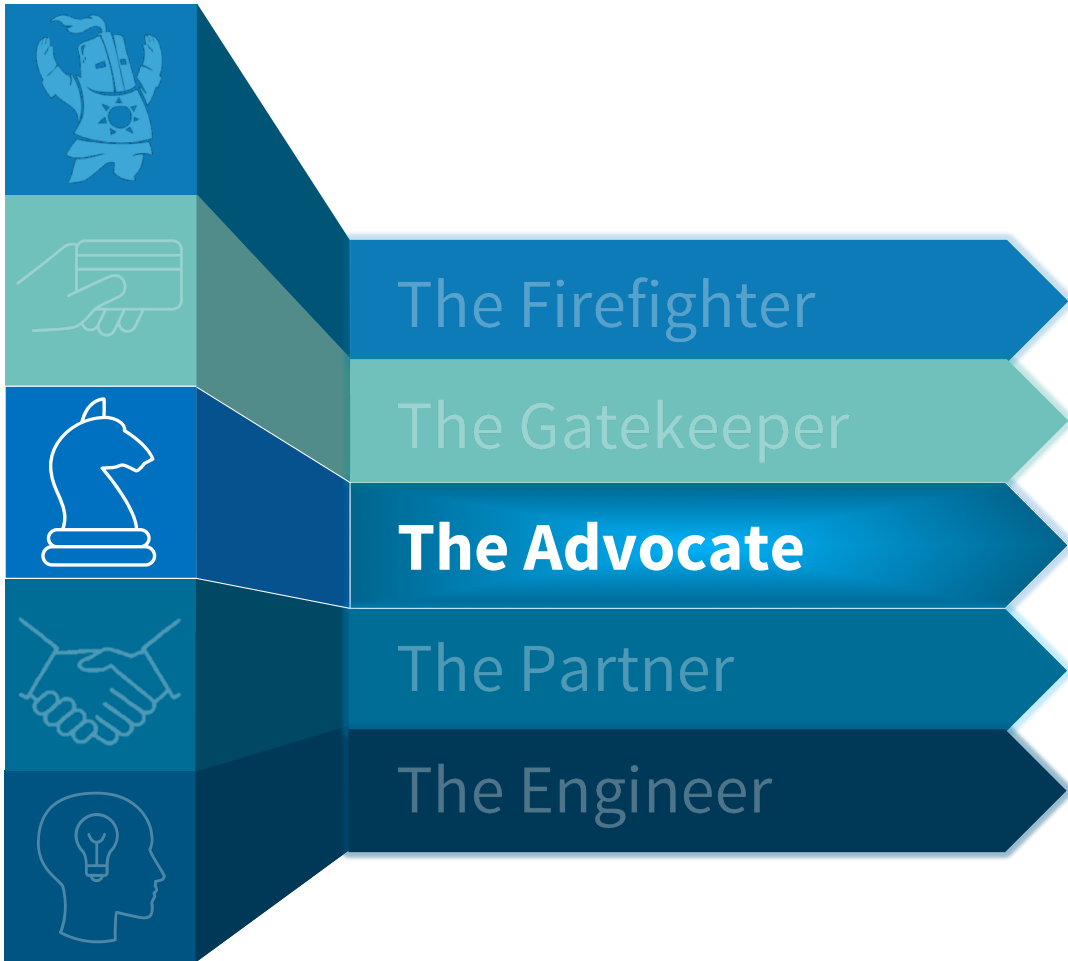 The Firefighter
The Gatekeeper
The Advocate
The Partner
The Engineer